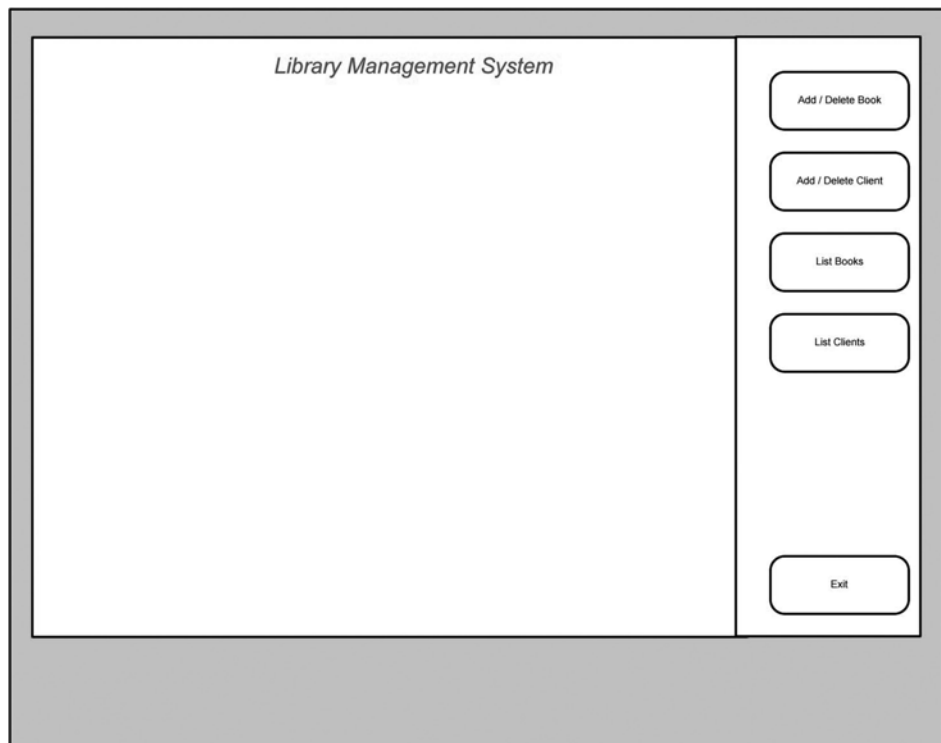 Library Management System
Add / Delete Book
Add / Delete Client
List Books
List Clients
Exit